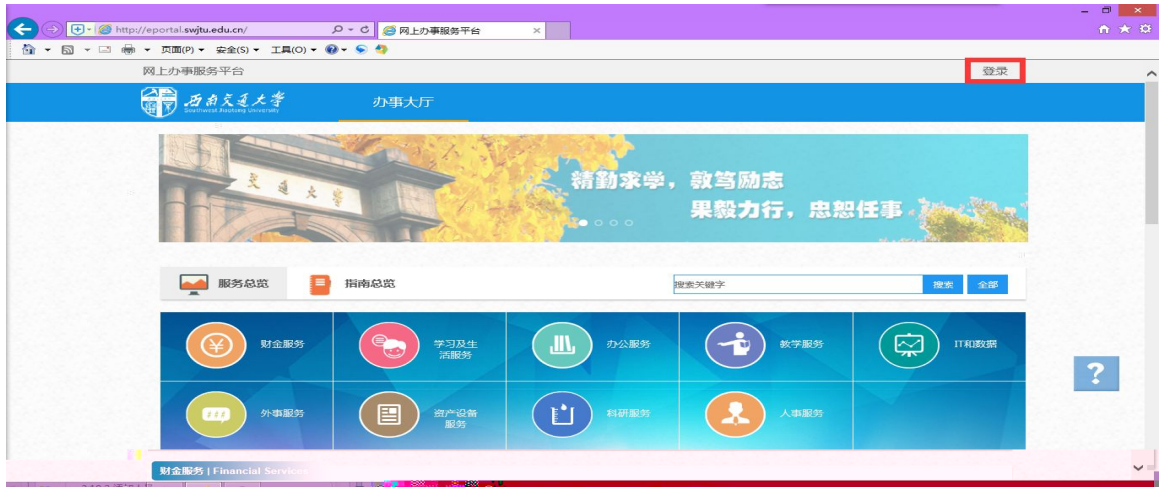 http://eportal.swjtu.edu.cn/
网上办事服务平台
页面(P)
安全(S)
工具(O)
网上办事服务平台
登录
西南交通大学
Southwest Jiaotong University
办事大厅
交通大学
精勤求学，敦笃励志
果毅力行，忠恕任事
服务总览
指南总览
搜索关键字
搜索
全部
财金服务
学习及生
活服务
办公服务
教学服务
IT和数据
外事服务
资产设备
服务
科研服务
人事服务
?
财金服务 | Financial Services